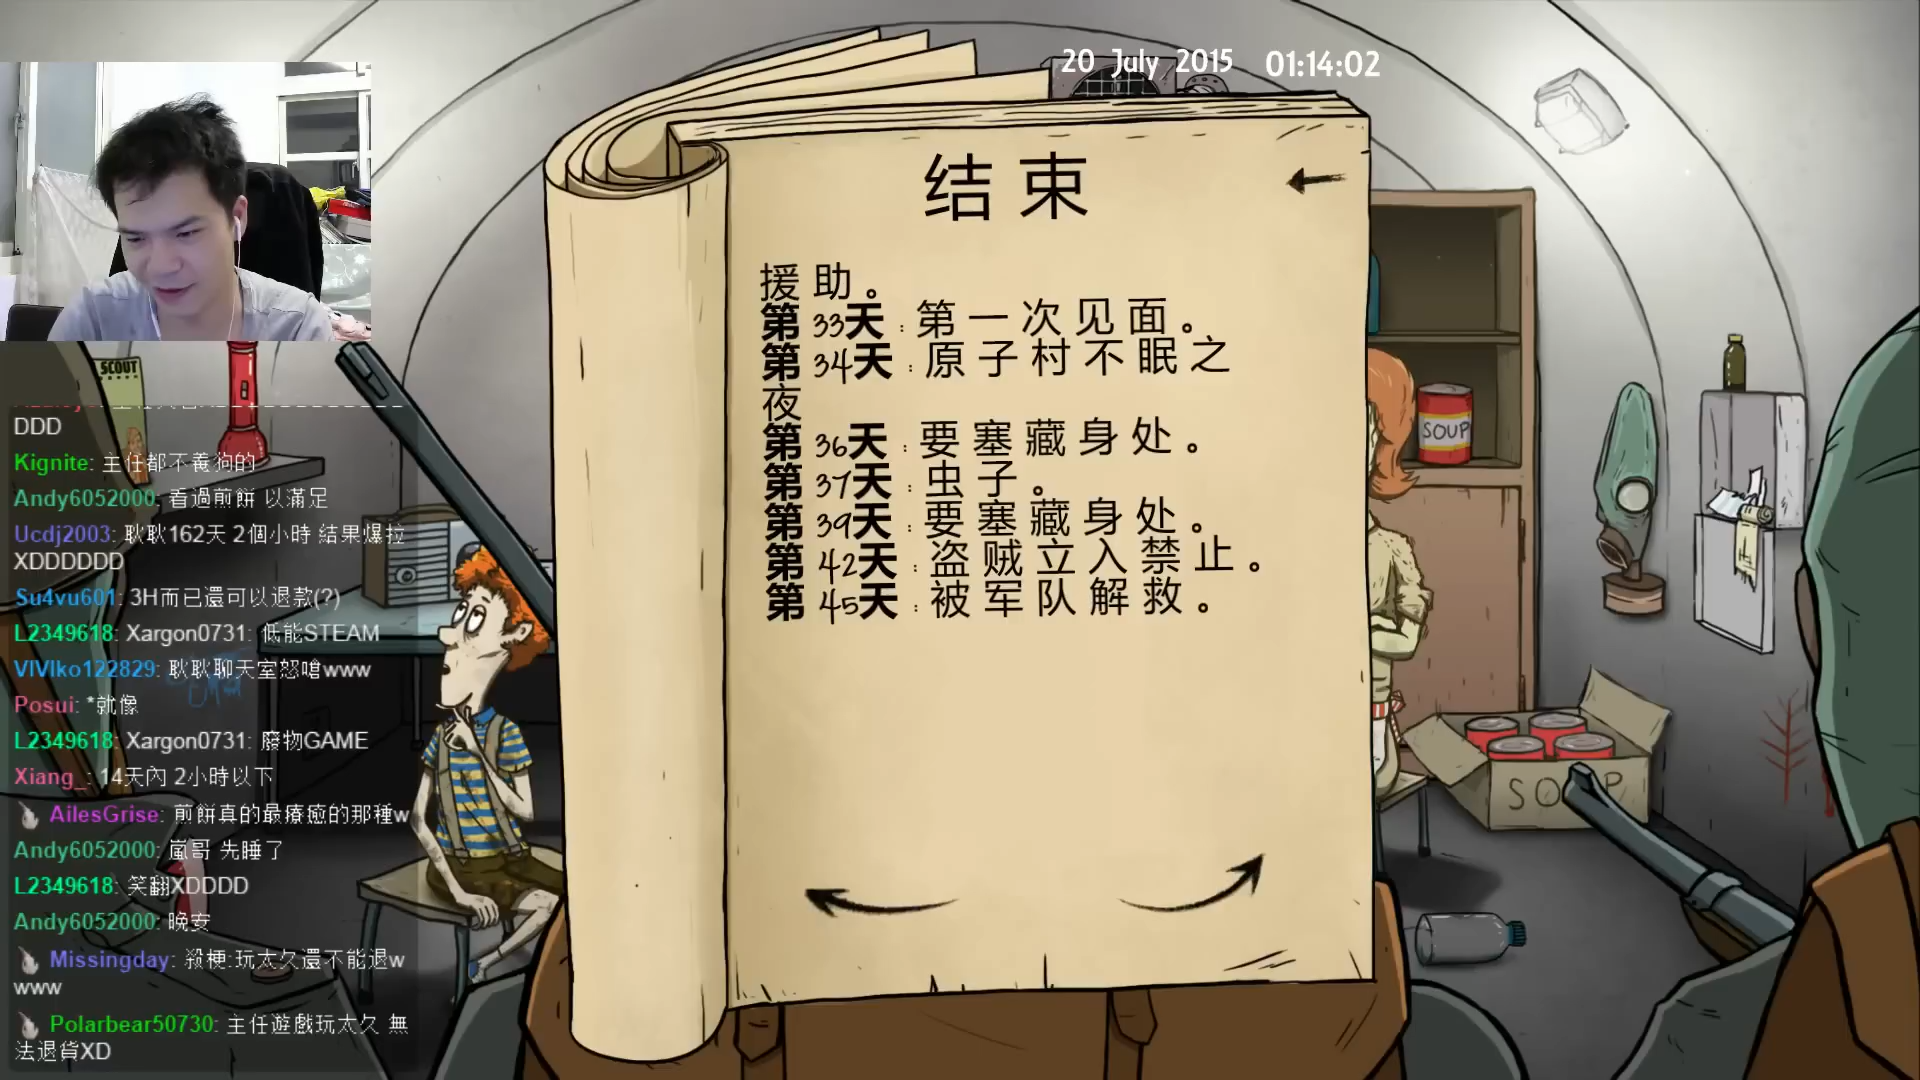 20 July 2015 01:14:02
结束
援助。
第33天：第一次见面。
第34天：原子村不眠之
夜
第36天：要塞藏身处。
第37天：虫子。
第39天：要塞藏身处。
第42天：盗贼立入禁止。
第45天：被军队解救。
SCOUT
SOUP
SOUP
DDD
Kignite: 主任都不養狗的
Andy6052000: 看過煎餅 以滿足
Ucdj2003: 耿耿162天 2個小時 結果爆拉
XDDDDDD
Su4vu601: 3H而已還可以退款(?)
L2349618: Xargon0731: 低能STEAM
VIVIko122829: 耿耿聊天室怒嗆www
Posui: *就像
L2349618: Xargon0731: 廢物GAME
Xiang_: 14天內 2小時以下
AilesGrise: 煎餅真的最療癒的那種w
Andy6052000: 嵐哥 先睡了
L2349618: 笑翻XDDDD
Andy6052000: 晚安
Missingday: 殺梗:玩太久還不能退w
www
Polarbear50730: 主任遊戲玩太久 無
法退貨XD